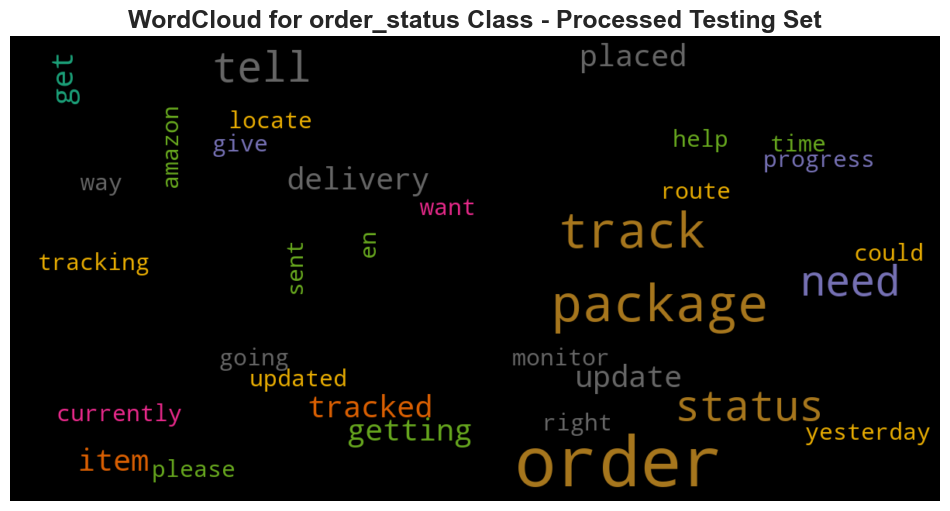 WordCloud for order_status Class - Processed Testing Set
get
tell
placed
amazon
locate
give
help
time
progress
way
delivery
route
want
track
tracking
sent
en
could
need
package
going
monitor
updated
update
currently
tracked
status
getting
right
yesterday
item
please
order